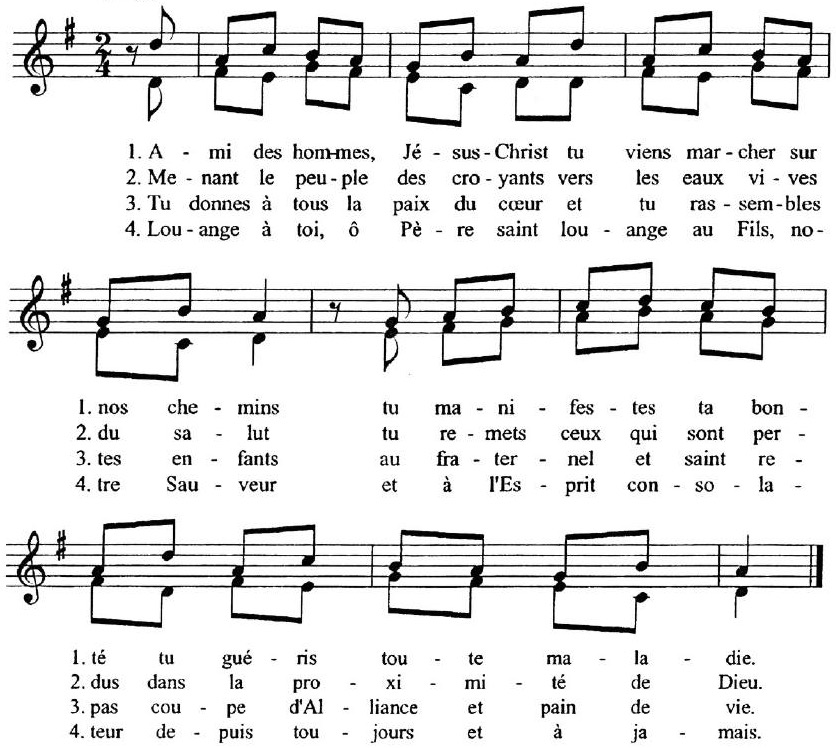 2
4
1. A - mi des hom-mes, Jé - sus-Christ tu viens mar - cher sur
2. Me - nant le peu - ple des cro - yants vers les eaux vi - ves
3. Tu donnes à tous la paix du cœur et tu ras - sem-bles
4. Lou - ange à toi, ô Pè - re saint lou - ange au Fils, no-
1. nos che - mins tu ma - ni - fes - tes ta bon -
2. du sa - lut tu re - mets ceux qui sont per -
3. tes en - fants au fra - ter - nel et saint re -
4. tre Sau - veur et à l'Es - prit con - so - la -
1. té tu gué - ris tou - te ma - la - die.
2. dus dans la pro - xi - mi - té de Dieu.
3. pas cou - pe d'Al - liance et pain de vie.
4. teur de - puis tou - jours et à ja - mais.